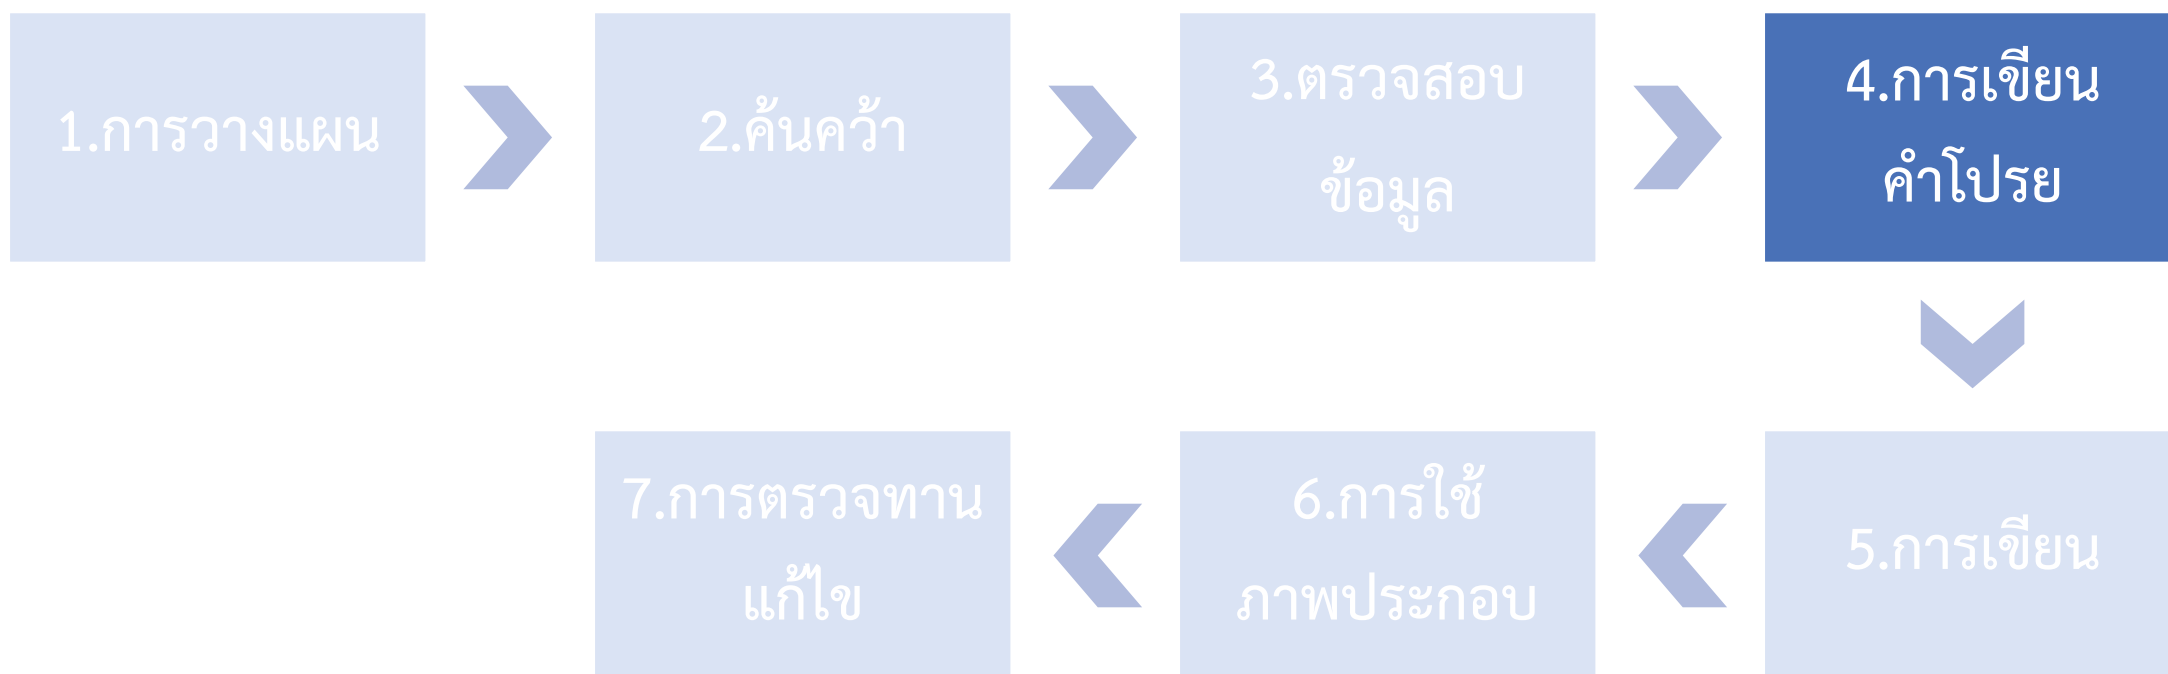 1.การวางแผน
2.ค้นคว้า
3.ตรวจสอบ
ข้อมูล
4.การเขียน
คำโปรย
5.การเขียน
6.การใช้
ภาพประกอบ
7.การตรวจทาน
แก้ไข